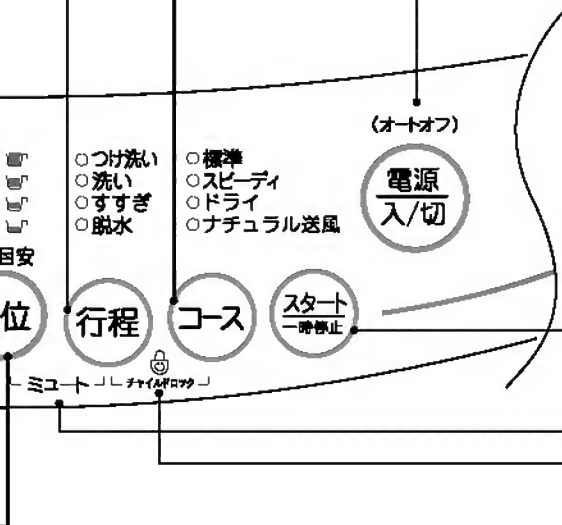 (オートオフ)
電源
入/切
つけ洗い
洗い
すすぎ
脱水
標準
スピーディ
ドライ
ナチュラル送風
目安
位
行程
コース
スタート
一時停止
ミュート
チャイルドロック